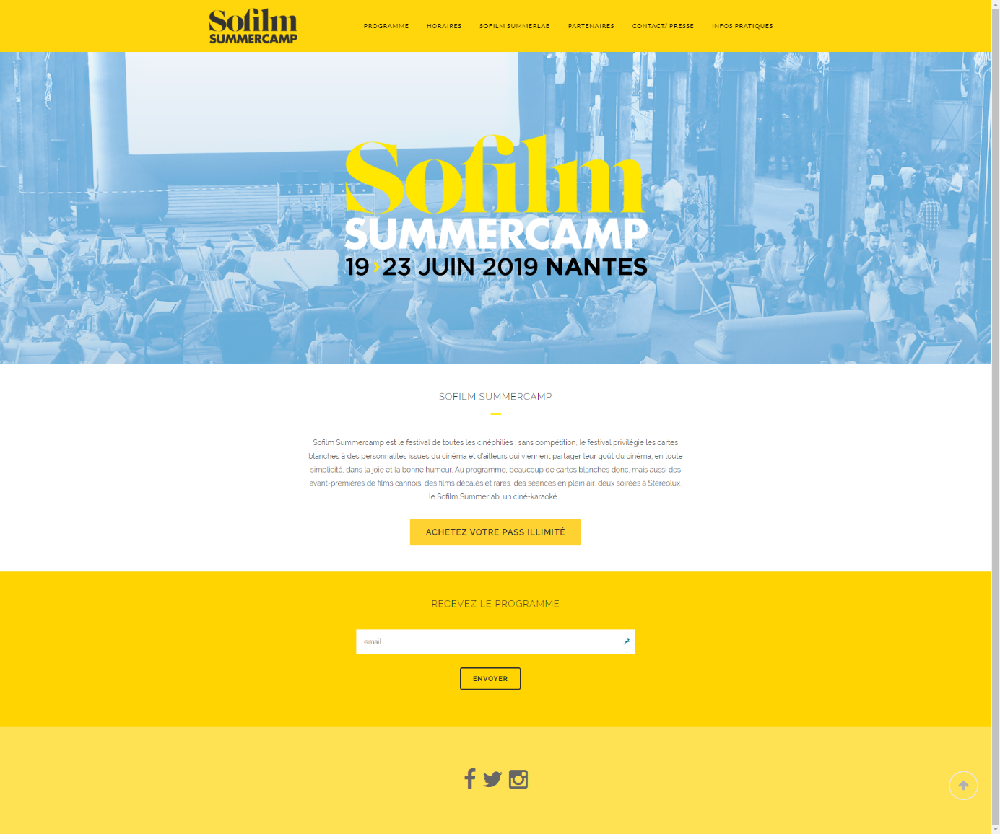 Sofilm
SUMMERCAMP
PROGRAMME
HORAIRES
SOFILM SUMMERLAB
PARTENAIRES
CONTACT/ PRESSE
INFOS PRATIQUES
Sofilm
SUMMERCAMP
19 > 23 JUIN 2019 NANTES
SOFILM SUMMERCAMP
Sofilm Summercamp est le festival de toutes les cinéphilies : sans compétition, le festival privilégie les cartes
blanches à des personnalités issues du cinéma et d'ailleurs qui viennent partager leur goût du cinéma, en toute
simplicité, dans la joie et la bonne humeur. Au programme, beaucoup de cartes blanches donc, mais aussi des
avant-premières de films cannois, des films décalés et rares, des séances en plein air, deux soirées à Stereolux,
le Sofilm Summerlab, un ciné-karaoké ...
ACHETEZ VOTRE PASS ILLIMITÉ
RECEVEZ LE PROGRAMME
email
ENVOYER